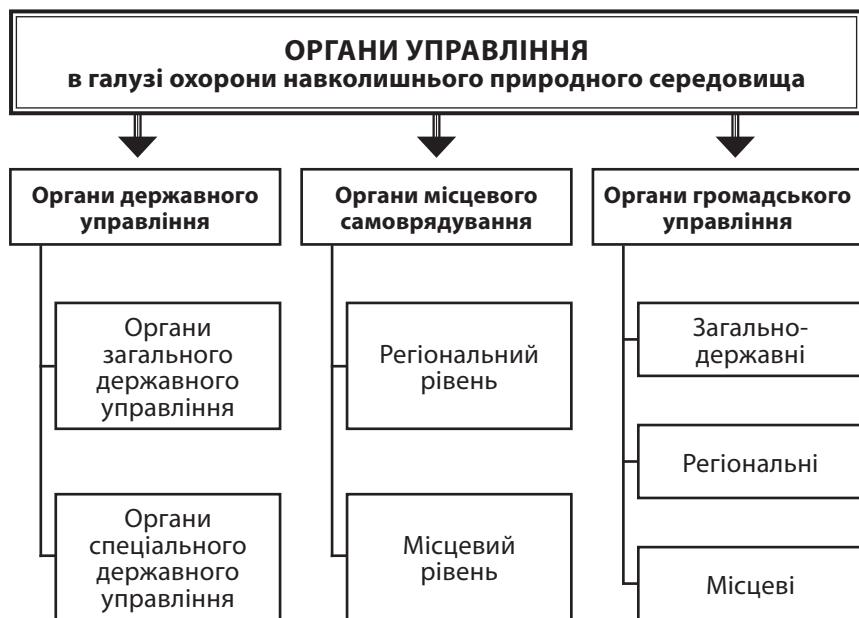 ОРГАНИ УПРАВЛІННЯ
в галузі охорони навколишнього природного середовища
Органи державного
управління
Органи місцевого
самоврядування
Органи громадського
управління
Органи
загального
державного
управління
Регіональний
рівень
Загально-
державні
Регіональні
Органи
спеціального
державного
управління
Місцевий
рівень
Місцеві